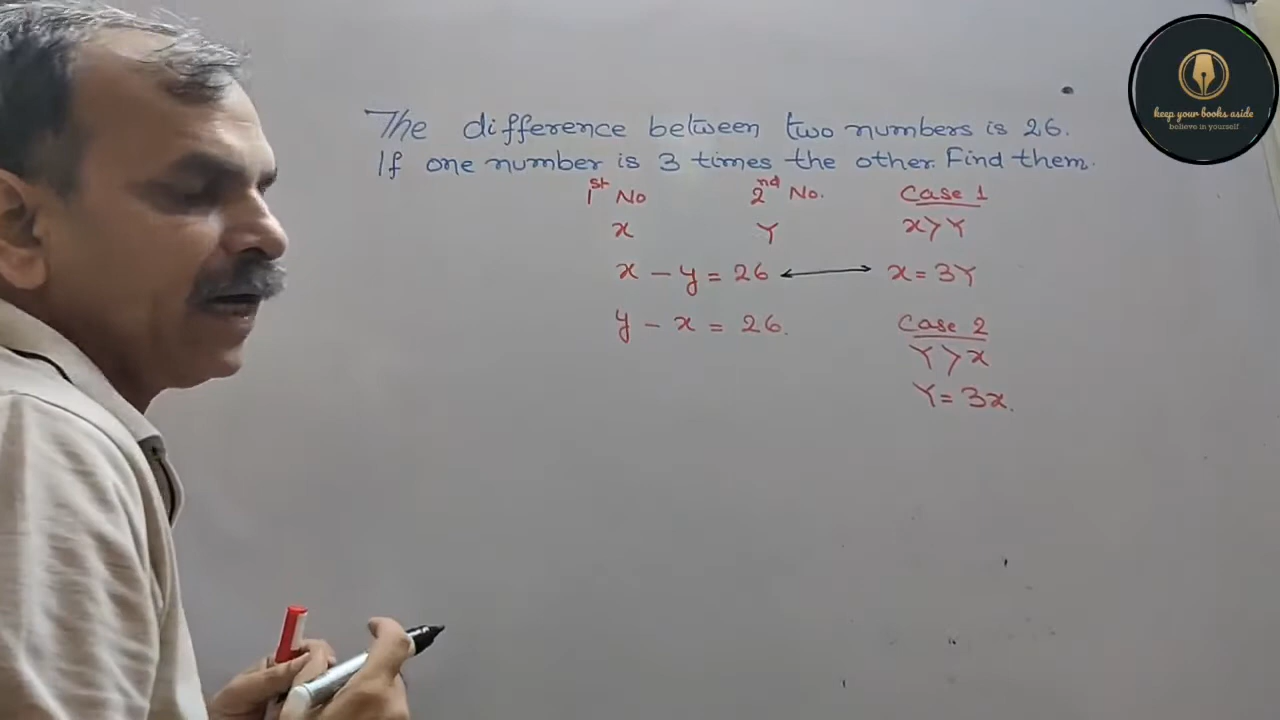 The difference between two numbers is 26.
If one number is 3 times the other. Find them.
1st No 2nd No. Case 1
x Y x>Y
x - y = 26 ⟷ x = 3Y
y - x = 26. Case 2
Y > x
Y = 3x.
keep your books aside
believe in yourself